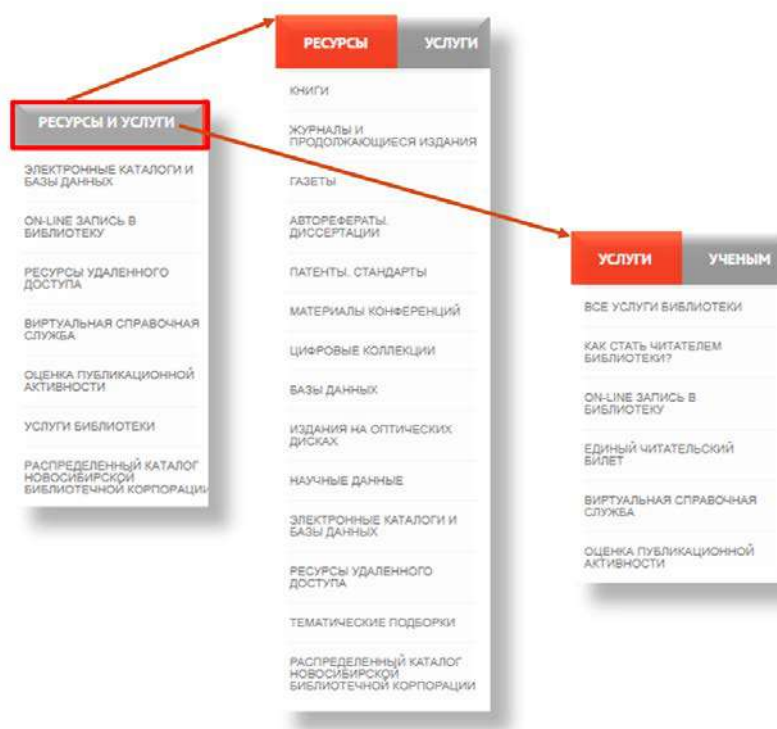 РЕСУРСЫ И УСЛУГИ
ЭЛЕКТРОННЫЕ КАТАЛОГИ И
БАЗЫ ДАННЫХ
ON-LINE ЗАПИСЬ В
БИБЛИОТЕКУ
РЕСУРСЫ УДАЛЕННОГО
ДОСТУПА
ВИРТУАЛЬНАЯ СПРАВОЧНАЯ
СЛУЖБА
ОЦЕНКА ПУБЛИКАЦИОННОЙ
АКТИВНОСТИ
УСЛУГИ БИБЛИОТЕКИ
РАСПРЕДЕЛЕННЫЙ КАТАЛОГ
НОВОСИБИРСКОЙ
БИБЛИОТЕЧНОЙ КОРПОРАЦИИ
РЕСУРСЫ УСЛУГИ
КНИГИ
ЖУРНАЛЫ И
ПРОДОЛЖАЮЩИЕСЯ ИЗДАНИЯ
ГАЗЕТЫ
АВТОРЕФЕРАТЫ.
ДИССЕРТАЦИИ
ПАТЕНТЫ. СТАНДАРТЫ
МАТЕРИАЛЫ КОНФЕРЕНЦИЙ
ЦИФРОВЫЕ КОЛЛЕКЦИИ
БАЗЫ ДАННЫХ
ИЗДАНИЯ НА ОПТИЧЕСКИХ
ДИСКАХ
НАУЧНЫЕ ДАННЫЕ
ЭЛЕКТРОННЫЕ КАТАЛОГИ И
БАЗЫ ДАННЫХ
РЕСУРСЫ УДАЛЕННОГО
ДОСТУПА
ТЕМАТИЧЕСКИЕ ПОДБОРКИ
РАСПРЕДЕЛЕННЫЙ КАТАЛОГ
НОВОСИБИРСКОЙ
БИБЛИОТЕЧНОЙ КОРПОРАЦИИ
УСЛУГИ УЧЕНЫМ
ВСЕ УСЛУГИ БИБЛИОТЕКИ
КАК СТАТЬ ЧИТАТЕЛЕМ
БИБЛИОТЕКИ?
ON-LINE ЗАПИСЬ В
БИБЛИОТЕКУ
ЕДИНЫЙ ЧИТАТЕЛЬСКИЙ
БИЛЕТ
ВИРТУАЛЬНАЯ СПРАВОЧНАЯ
СЛУЖБА
ОЦЕНКА ПУБЛИКАЦИОННОЙ
АКТИВНОСТИ